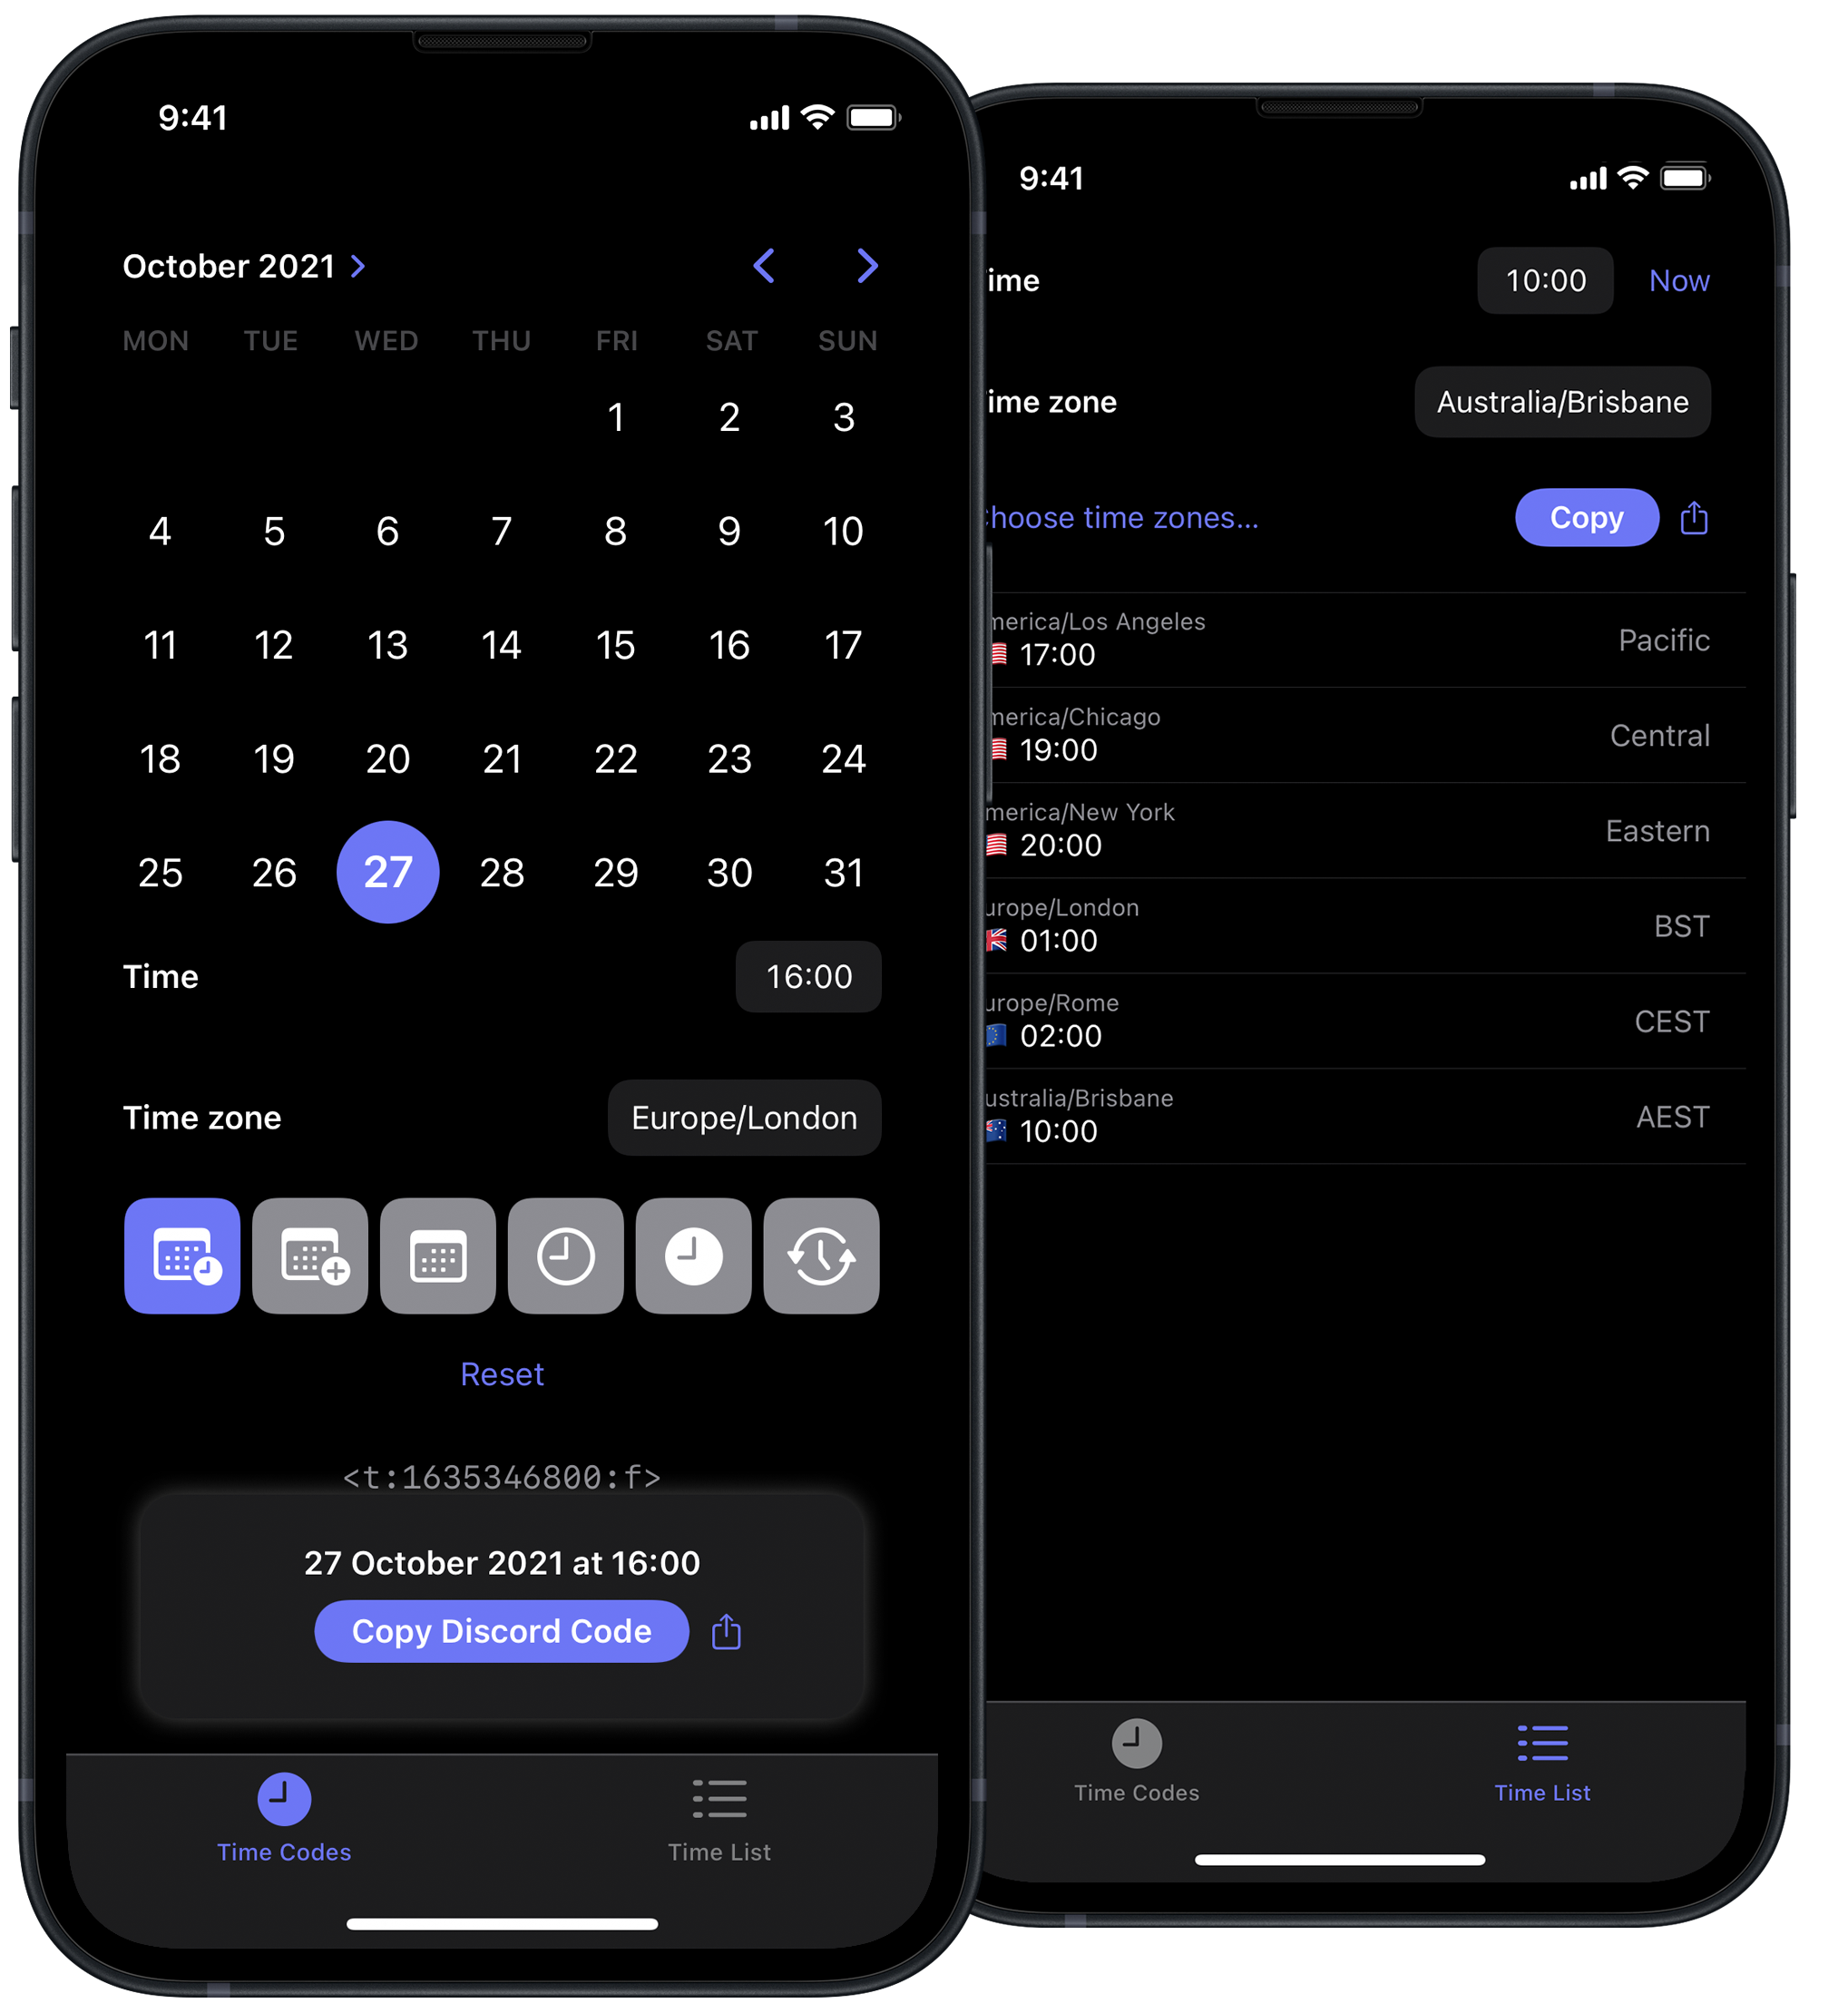 9:41
October 2021
MON TUE WED THU FRI SAT SUN
1 2 3
4 5 6 7 8 9 10
11 12 13 14 15 16 17
18 19 20 21 22 23 24
25 26 27 28 29 30 31
Time 16:00
Time zone Europe/London
Reset
<t:1635346800:f>
27 October 2021 at 16:00
Copy Discord Code
Time Codes Time List
9:41
ime 10:00 Now
ime zone Australia/Brisbane
hoose time zones... Copy
merica/Los Angeles
17:00 Pacific
merica/Chicago
19:00 Central
merica/New York
20:00 Eastern
urope/London
01:00 BST
urope/Rome
02:00 CEST
ustralia/Brisbane
10:00 AEST
Time Codes Time List